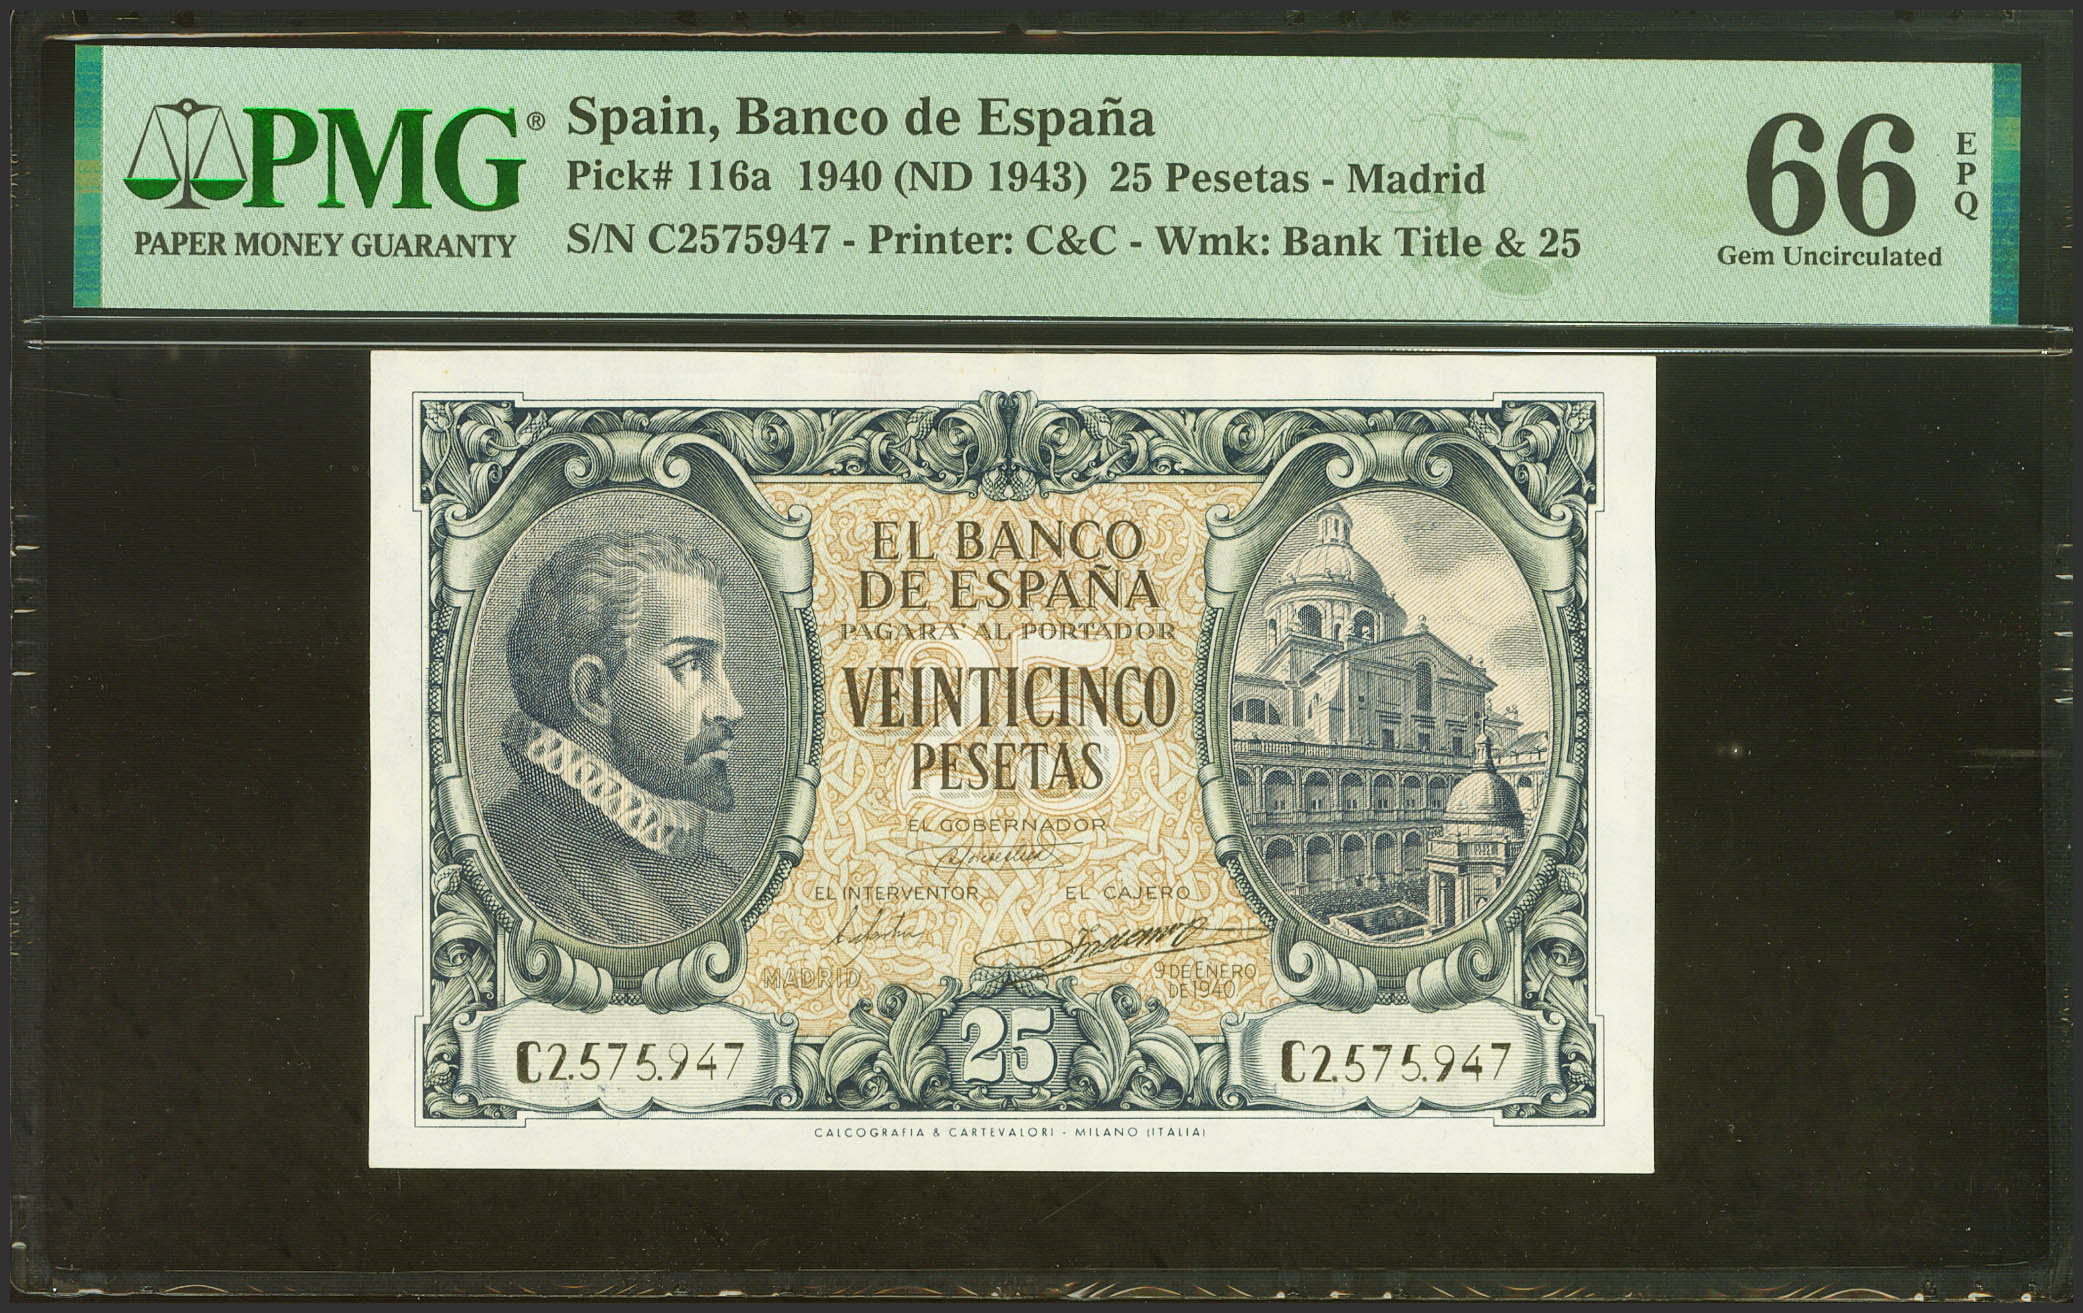 PMG®
PAPER MONEY GUARANTY
Spain, Banco de España
Pick# 116a 1940 (ND 1943) 25 Pesetas - Madrid
S/N C2575947 - Printer: C&C - Wmk: Bank Title & 25
66
EPQ
Gem Uncirculated
EL BANCO
DE ESPAÑA
PAGARA AL PORTADOR
25
VEINTICINCO
PESETAS
EL GOBERNADOR
EL INTERVENTOR
EL CAJERO
MADRID
9 DE ENERO
DE 1940
C2.575.947
25
C2.575.947
CALCOGRAFIA & CARTEVALORI - MILANO (ITALIA)